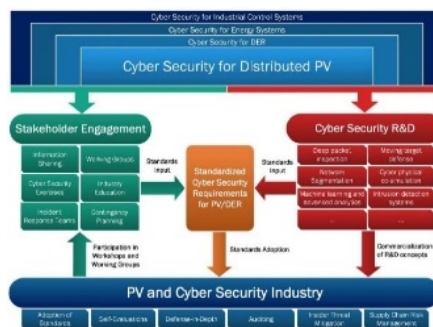 Cyber Security for Industrial Control Systems
Cyber Security for Energy Systems
Cyber Security for DER
Cyber Security for Distributed PV
Stakeholder Engagement
Information
Sharing
Working Groups
Cyber Security
Exercises
Industry
Education
Incident
Response Teams
Contingency
Planning
Standards
Input
Standardized
Cyber Security
Requirements
for PV/DER
Standards
Input
Cyber Security R&D
Deep packet
inspection
Moving target
defense
Network
Segmentation
Cyber physical
co-simulation
Machine learning and
advanced analytics
Intrusion detection
systems
...
...
Participation in
Workshops and
Working Groups
Standards Adoption
Commercialization
of R&D concepts
PV and Cyber Security Industry
Adoption of
Standards
Self-Evaluations
Defense-in-Depth
Auditing
Insider Threat
Mitigation
Supply Chain Risk
Management